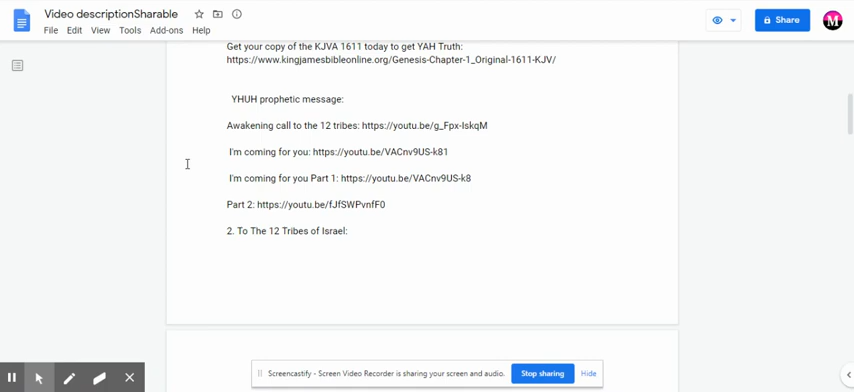 Video descriptionSharable
File Edit View Tools Add-ons Help
Share
M
Get your copy of the KJVA 1611 today to get YAH Truth:
https://www.kingjamesbibleonline.org/Genesis-Chapter-1_Original-1611-KJV/
YHUH prophetic message:
Awakening call to the 12 tribes: https://youtu.be/g_Fpx-IskqM
I'm coming for you: https://youtu.be/VACnv9US-k81
I'm coming for you Part 1: https://youtu.be/VACnv9US-k8
Part 2: https://youtu.be/fJfSWPvnfF0
2. To The 12 Tribes of Israel:
Screencastify - Screen Video Recorder is sharing your screen and audio. Stop sharing Hide